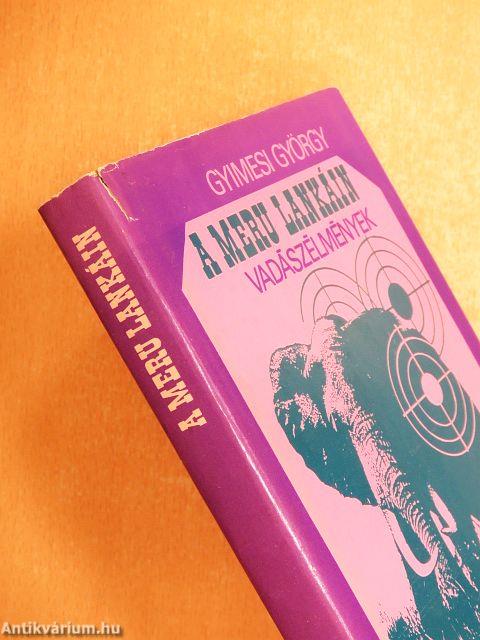 GYIMESI GYÖRGY
A MERU LANKÁIN
VADÁSZÉLMÉNYEK
A MERU LANKÁIN
Antikvárium.hu